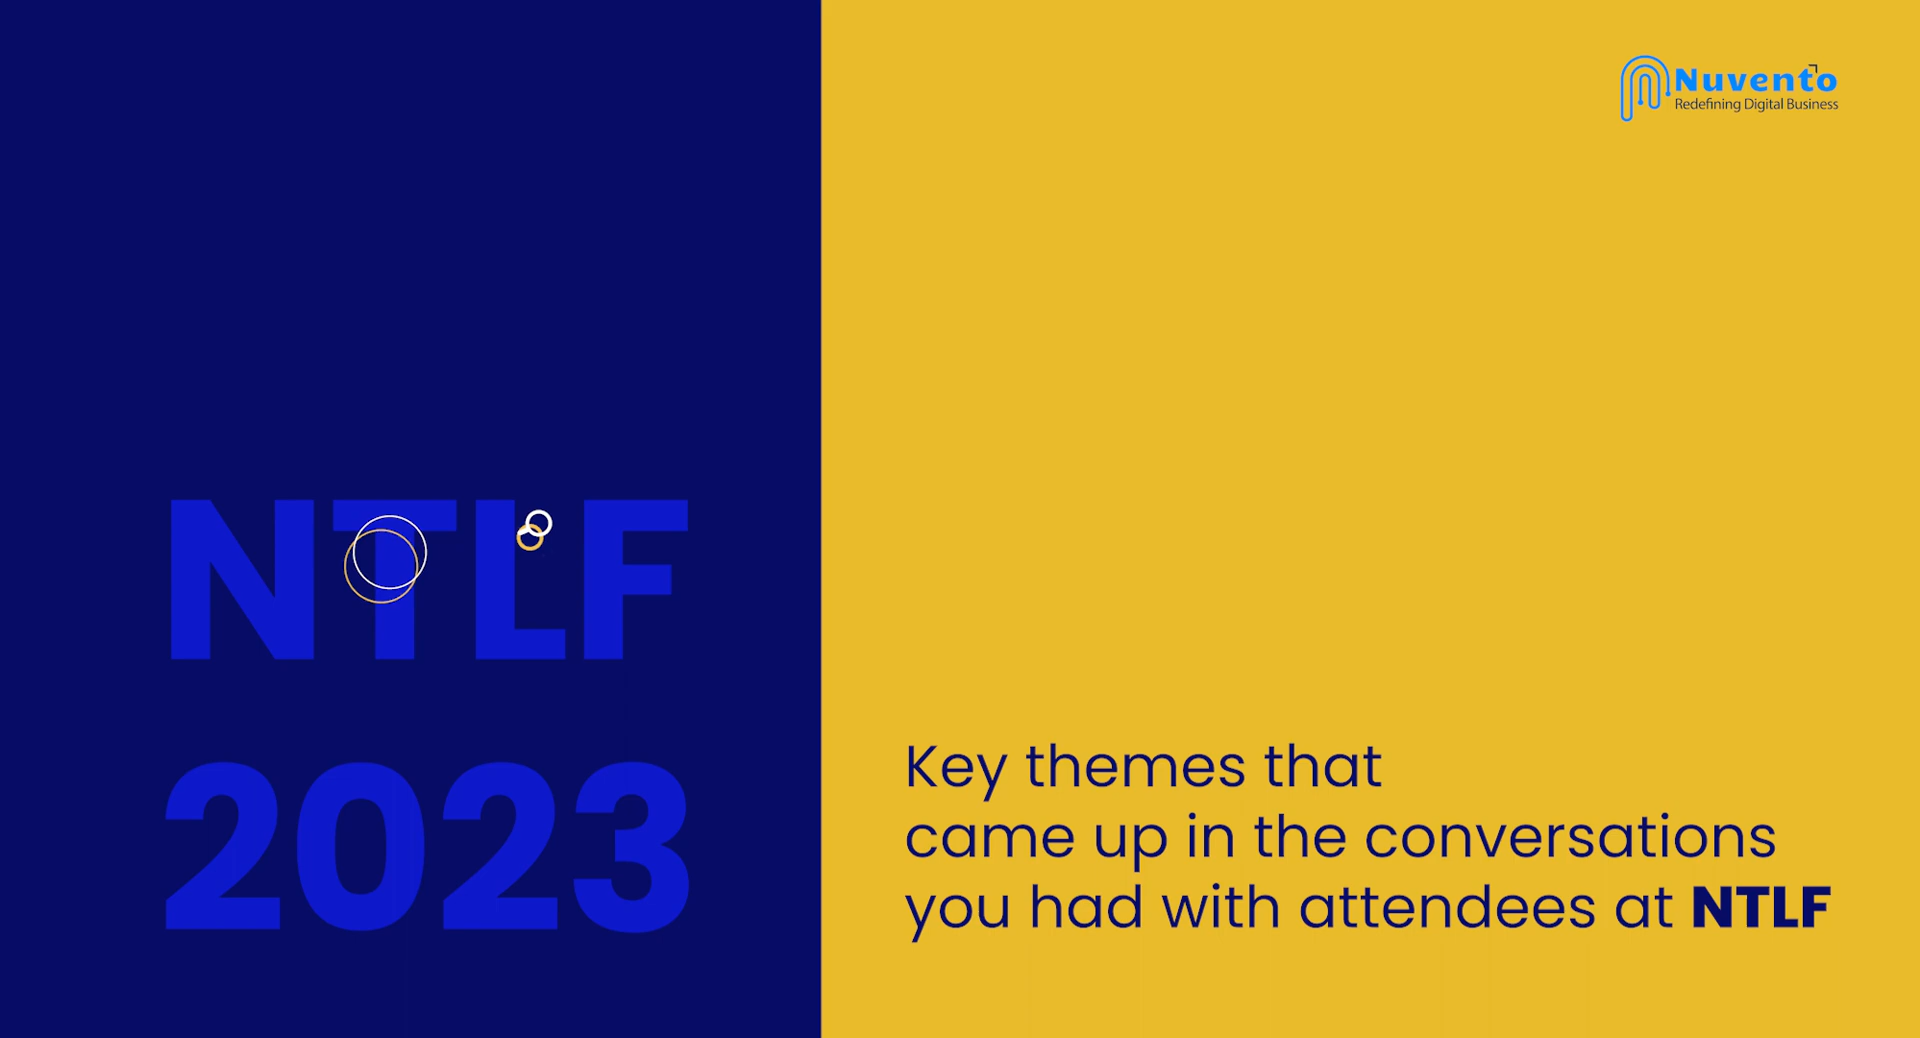 Nuvento
Redefining Digital Business
NTLF
2023
Key themes that
came up in the conversations
you had with attendees at NTLF